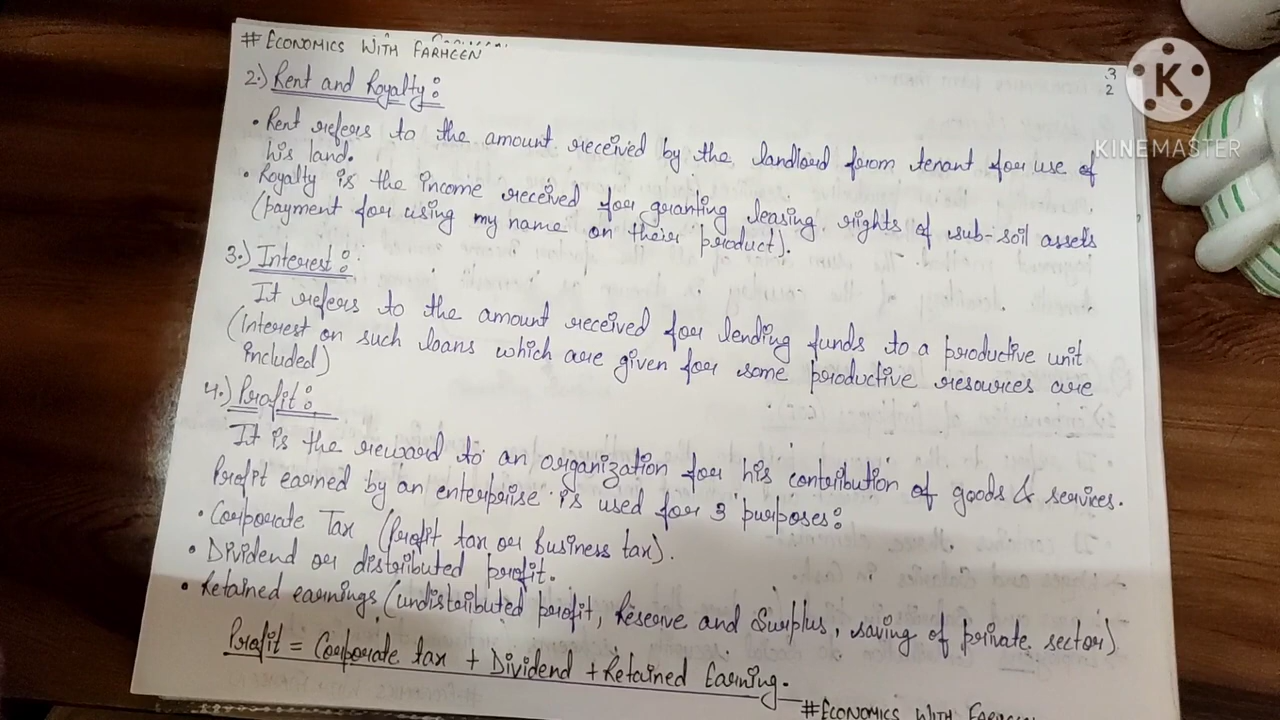 # ECONOMICS WITH FARHEEN
3
2
2.) Rent and Royalty:
• Rent refers to the amount received by the landlord from tenant for use of
his land.
• Royalty is the income received for granting leasing rights of sub-soil assets
(payment for using my name on their product).
3.) Interest:
It refers to the amount received for lending funds to a productive unit
(Interest on such loans which are given for some productive resources are
included)
4.) Profit:
It is the reward to an organization for his contribution of goods & services.
Profit earned by an enterprise is used for 3 purposes:
• Corporate Tax (Profit tax or business tax).
• Dividend or distributed profit.
• Retained earnings (undistributed profit, Reserve and Surplus, saving of private sector)
Profit = Corporate tax + Dividend + Retained Earning.
# ECONOMICS WITH FARHEEN
K
KINEMASTER